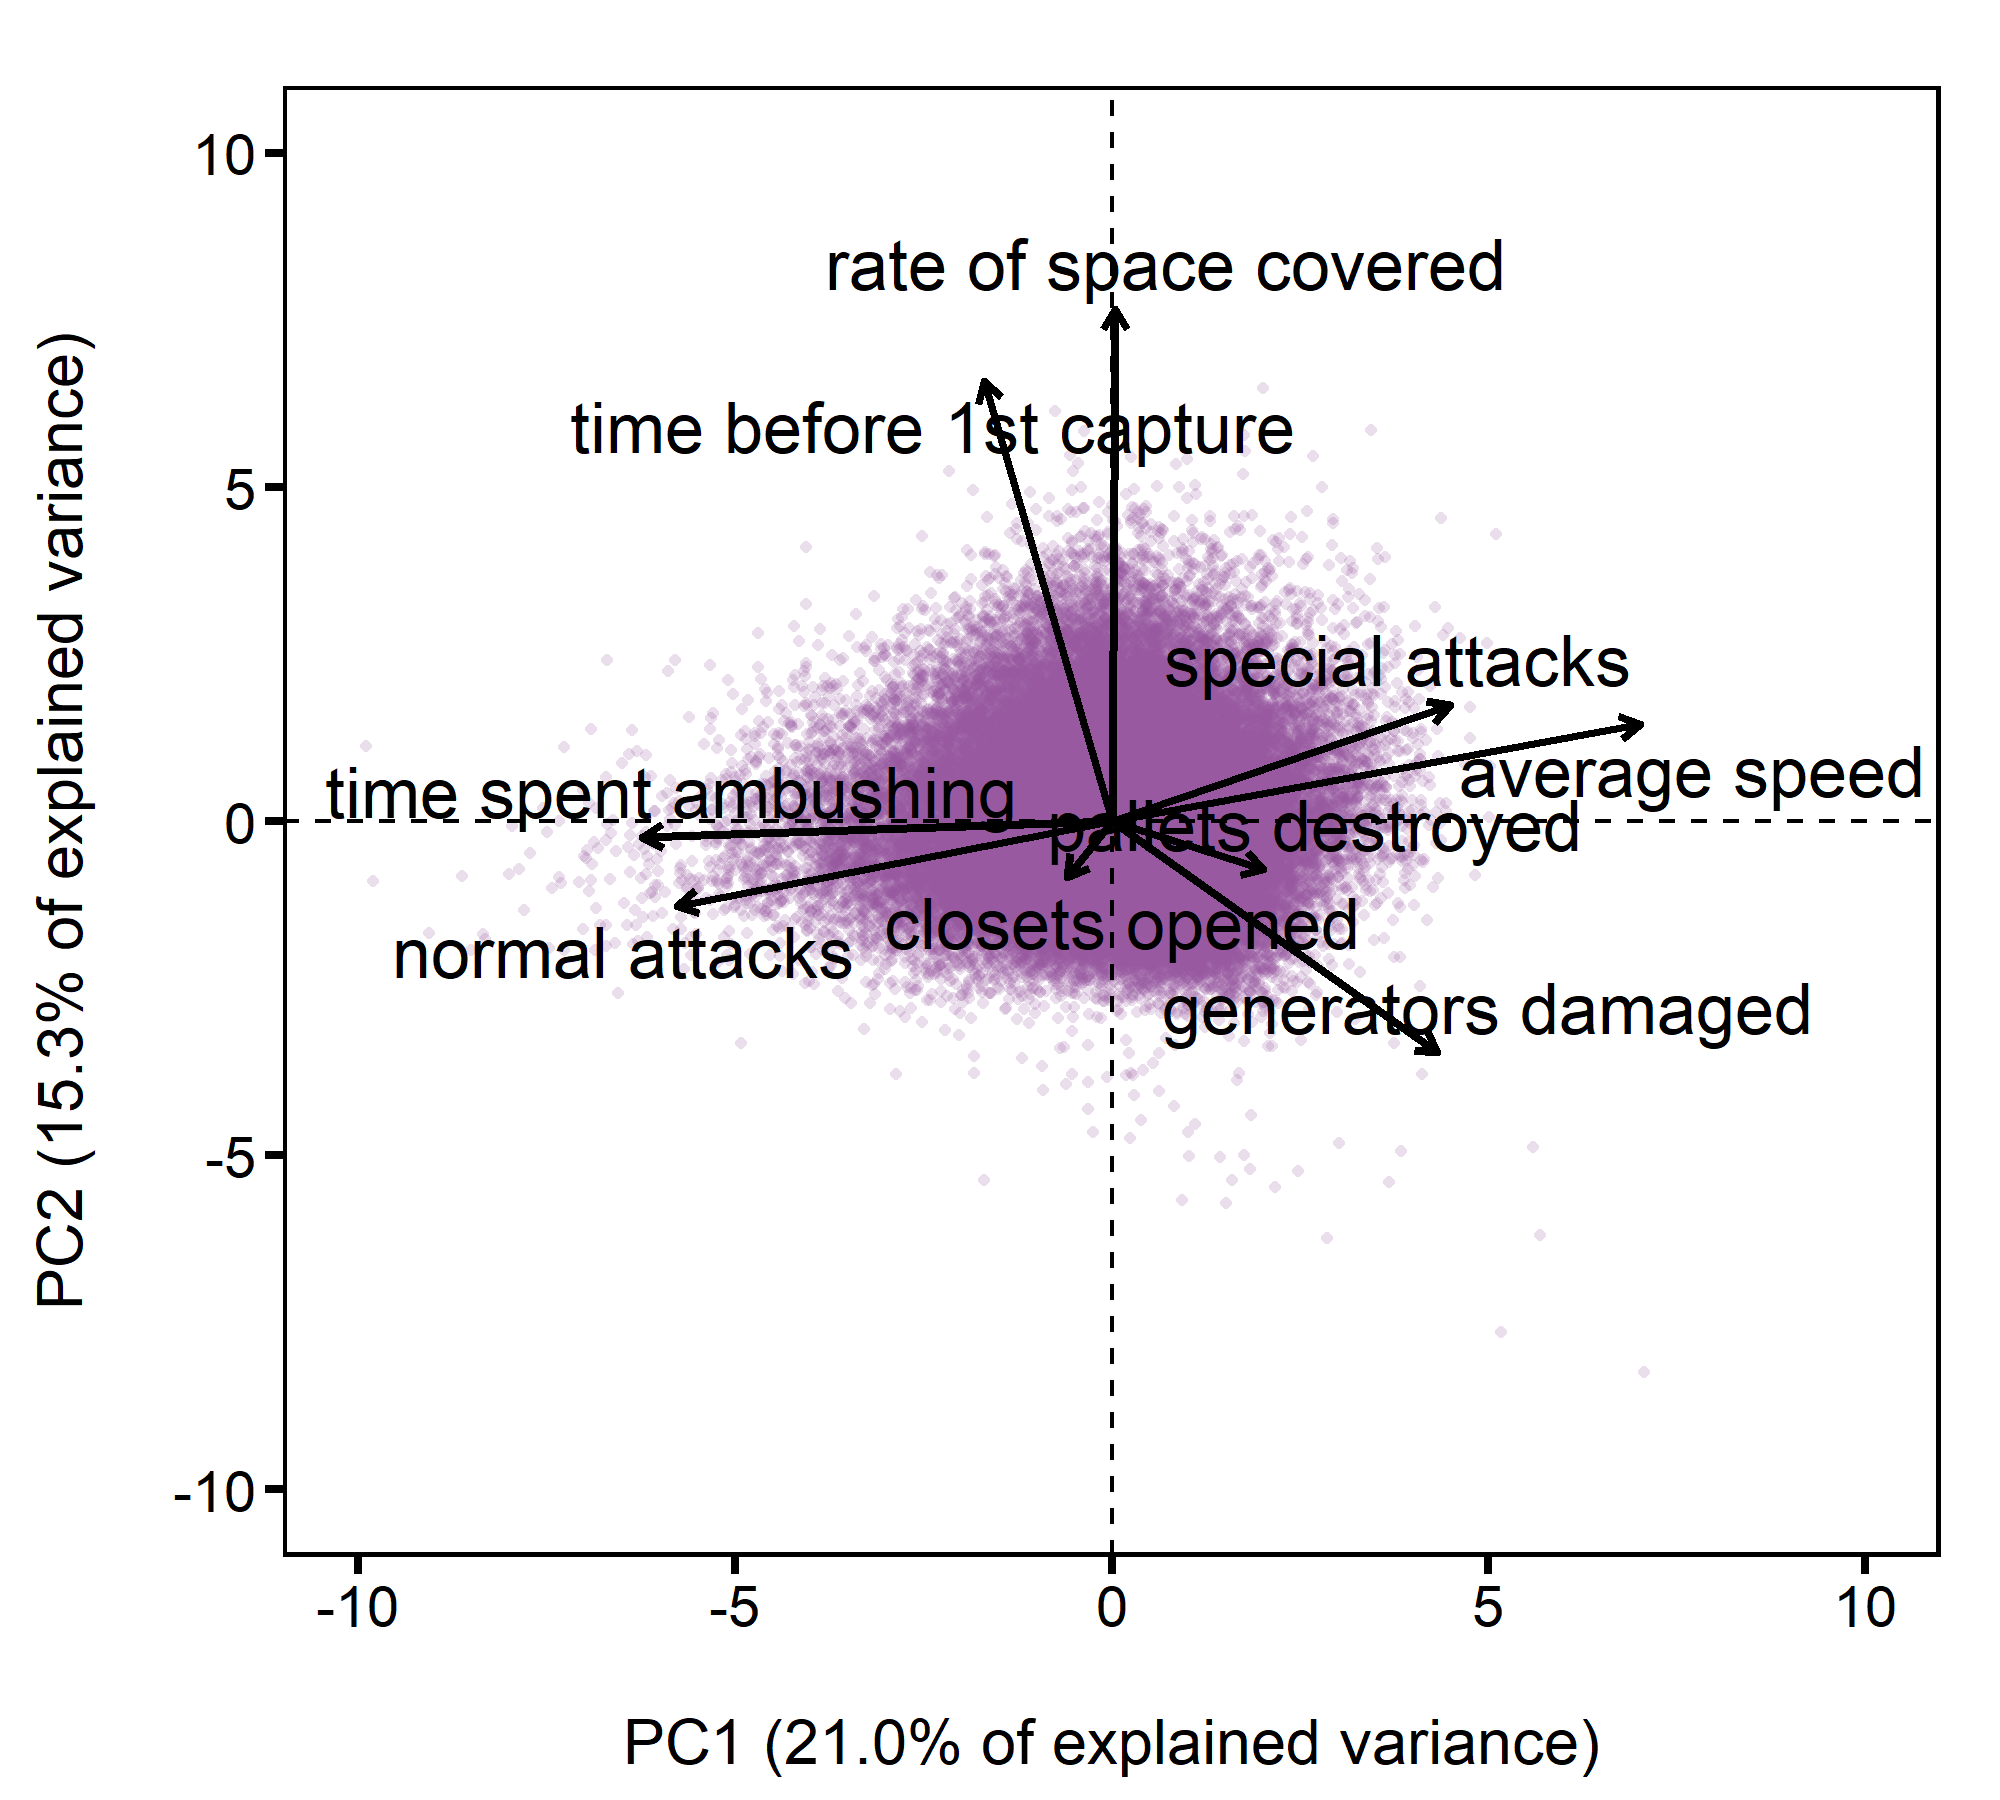 10
rate of space covered
time before 1st capture
5
special attacks
average speed
time spent ambushing
0
pallets destroyed
closets opened
normal attacks
generators damaged
-5
-10
-10 -5 0 5 10
PC1 (21.0% of explained variance)
PC2 (15.3% of explained variance)